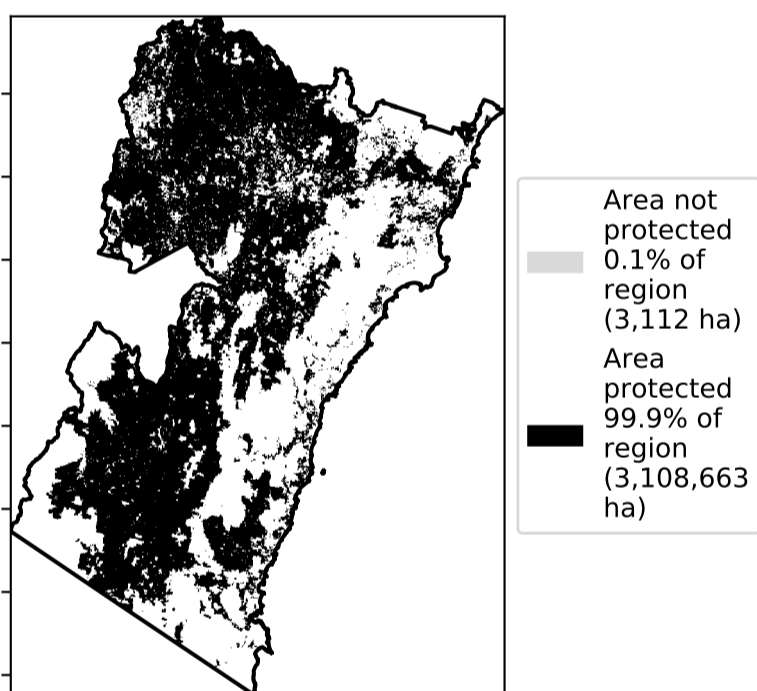 Area not
protected
0.1% of
region
(3,112 ha)
Area
protected
99.9% of
region
(3,108,663
ha)